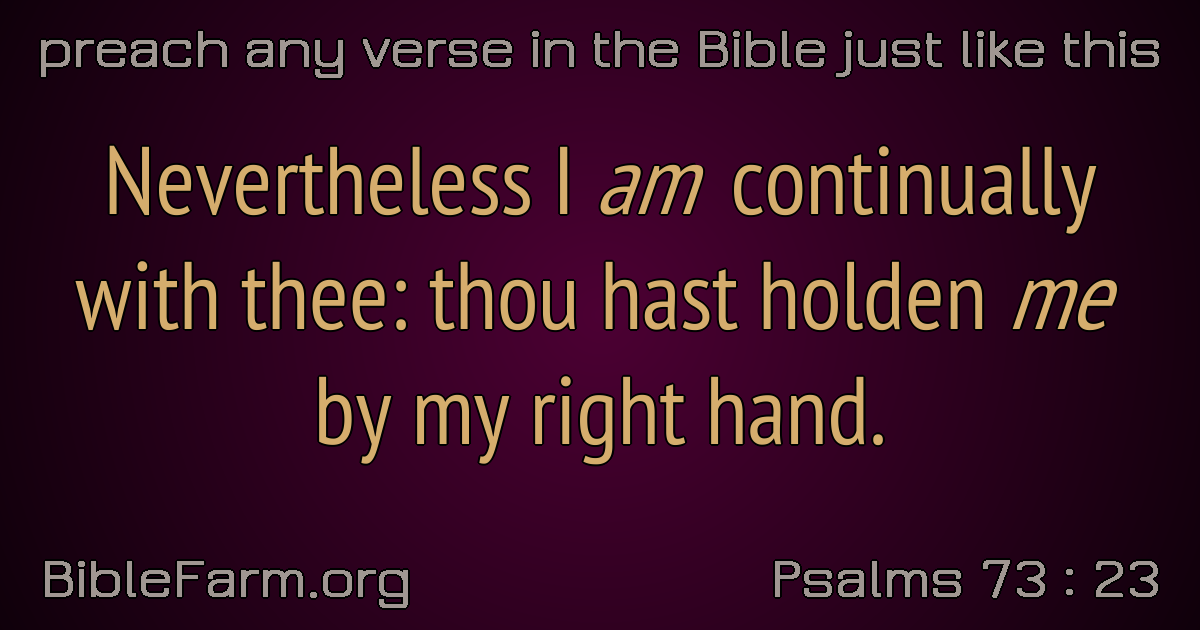 preach any verse in the Bible just like this
Nevertheless I am continually
with thee: thou hast holden me
by my right hand.
BibleFarm.org
Psalms 73 : 23